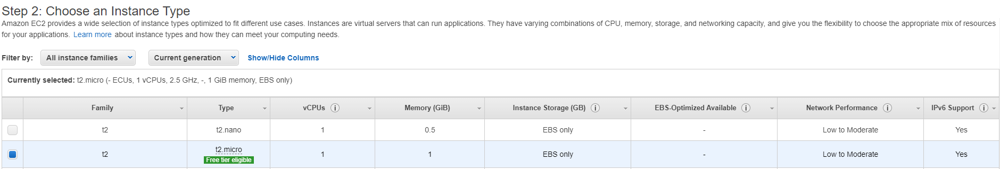 Step 2: Choose an Instance Type
Amazon EC2 provides a wide selection of instance types optimized to fit different use cases. Instances are virtual servers that can run applications. They have varying combinations of CPU, memory, storage, and networking capacity, and give you the flexibility to choose the appropriate mix of resources
for your applications. Learn more about instance types and how they can meet your computing needs.
Filter by: All instance families Current generation Show/Hide Columns
Currently selected: t2.micro (- ECUs, 1 vCPUs, 2.5 GHz, -, 1 GiB memory, EBS only)
Family Type vCPUs i Memory (GiB) Instance Storage (GB) i EBS-Optimized Available i Network Performance i IPv6 Support i
t2 t2.nano 1 0.5 EBS only - Low to Moderate Yes
t2 t2.micro 1 1 EBS only - Low to Moderate Yes
Free tier eligible